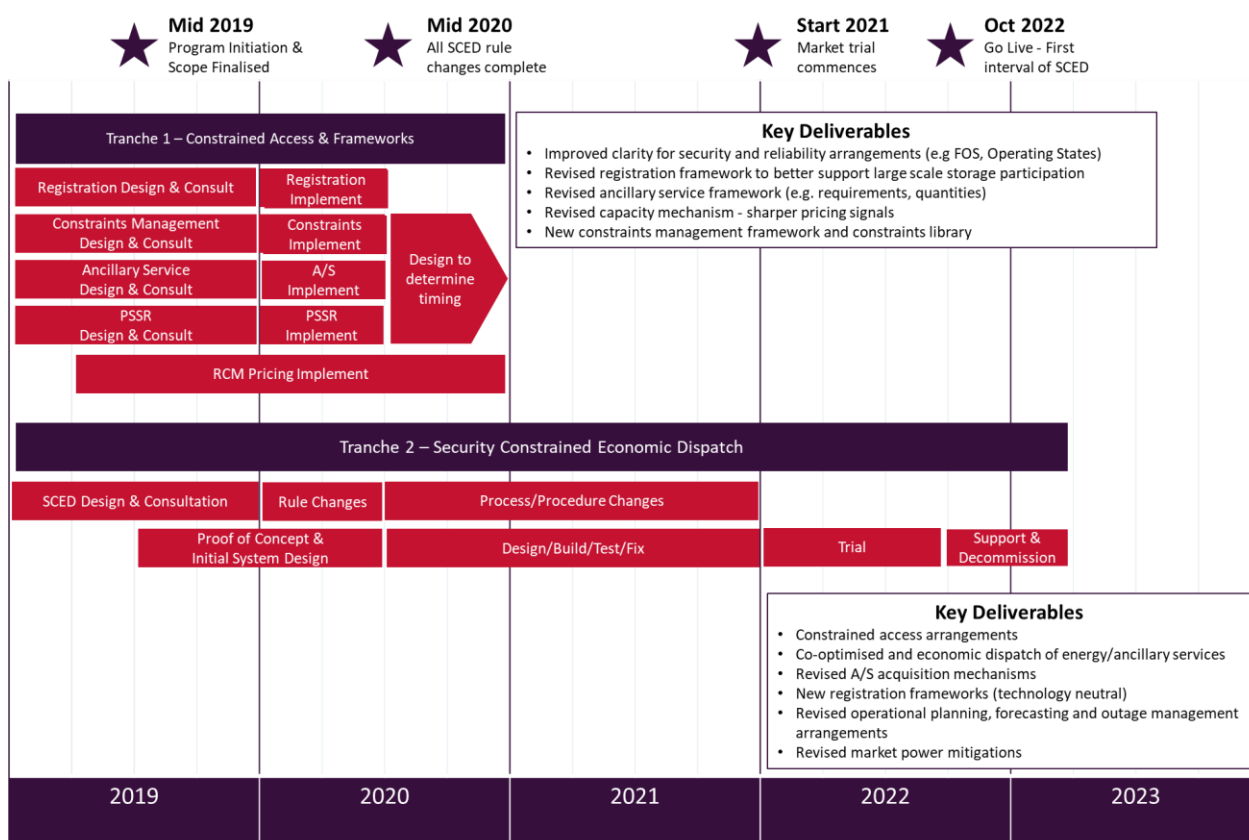 Mid 2019
Program Initiation &
Scope Finalised
Mid 2020
All SCED rule
changes complete
Start 2021
Market trial
commences
Oct 2022
Go Live - First
interval of SCED
Tranche 1 – Constrained Access & Frameworks
Registration Design & Consult
Registration
Implement
Constraints Management
Design & Consult
Constraints
Implement
Ancillary Service
Design & Consult
A/S
Implement
PSSR
Design & Consult
PSSR
Implement
Design to
determine
timing
RCM Pricing Implement
Key Deliverables
• Improved clarity for security and reliability arrangements (e.g FOS, Operating States)
• Revised registration framework to better support large scale storage participation
• Revised ancillary service framework (e.g. requirements, quantities)
• Revised capacity mechanism - sharper pricing signals
• New constraints management framework and constraints library
Tranche 2 – Security Constrained Economic Dispatch
SCED Design & Consultation
Rule Changes
Process/Procedure Changes
Proof of Concept &
Initial System Design
Design/Build/Test/Fix
Trial
Support &
Decommission
Key Deliverables
• Constrained access arrangements
• Co-optimised and economic dispatch of energy/ancillary services
• Revised A/S acquisition mechanisms
• New registration frameworks (technology neutral)
• Revised operational planning, forecasting and outage management
arrangements
• Revised market power mitigations
2019
2020
2021
2022
2023